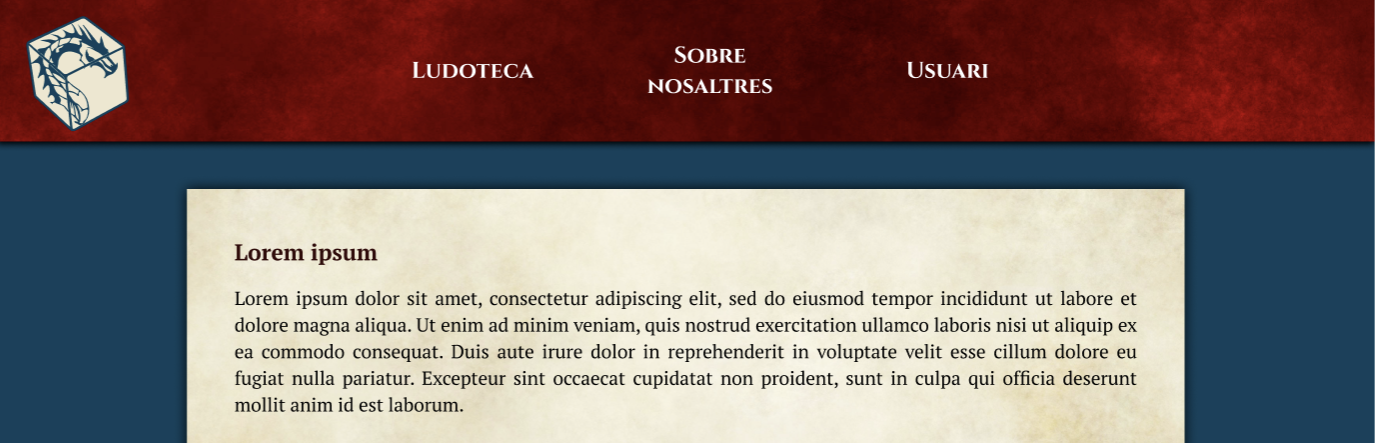 Ludoteca
Sobre
nosaltres
Usuari
Lorem ipsum
Lorem ipsum dolor sit amet, consectetur adipiscing elit, sed do eiusmod tempor incididunt ut labore et
dolore magna aliqua. Ut enim ad minim veniam, quis nostrud exercitation ullamco laboris nisi ut aliquip ex
ea commodo consequat. Duis aute irure dolor in reprehenderit in voluptate velit esse cillum dolore eu
fugiat nulla pariatur. Excepteur sint occaecat cupidatat non proident, sunt in culpa qui officia deserunt
mollit anim id est laborum.